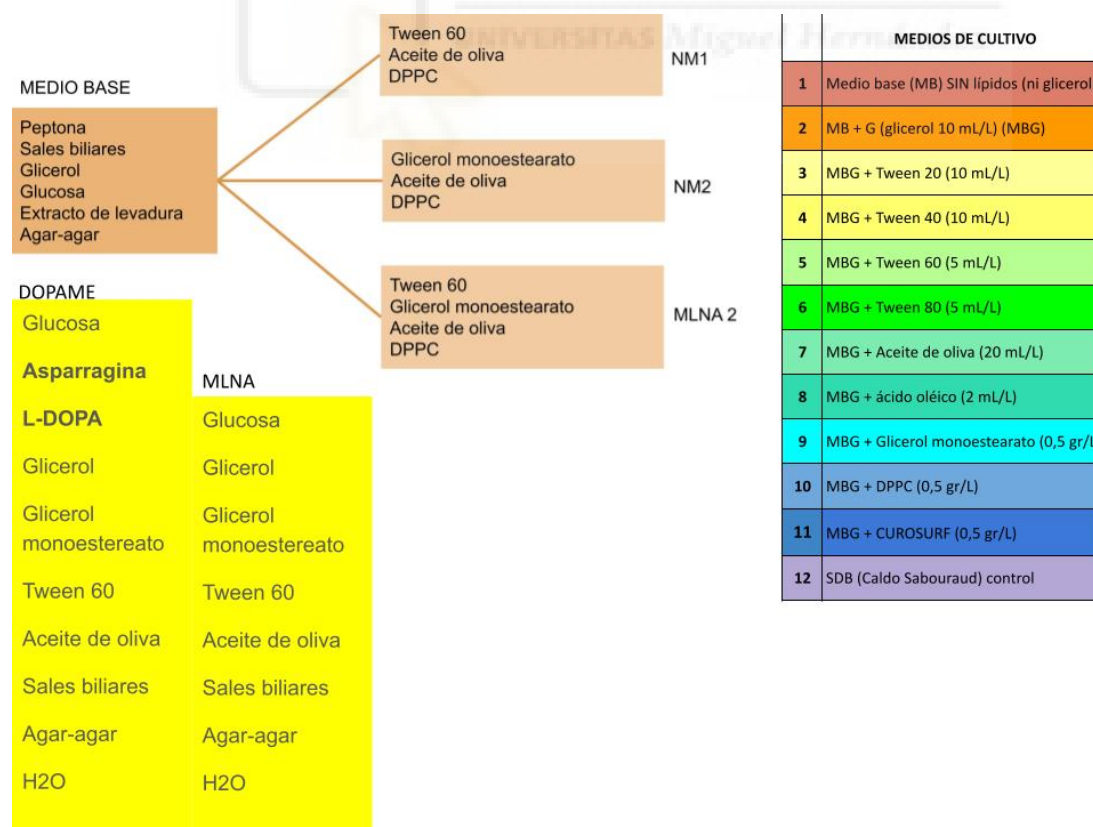 UNIVERSITAS Miguel Hernández
MEDIO BASE
Peptona
Sales biliares
Glicerol
Glucosa
Extracto de levadura
Agar-agar
Tween 60
Aceite de oliva
DPPC
NM1
Glicerol monoestearato
Aceite de oliva
DPPC
NM2
Tween 60
Glicerol monoestearato
Aceite de oliva
DPPC
MLNA 2
DOPAME
Glucosa
Asparragina
L-DOPA
Glicerol
Glicerol
monoestereato
Tween 60
Aceite de oliva
Sales biliares
Agar-agar
H2O
MLNA
Glucosa
Glicerol
Glicerol
monoestereato
Tween 60
Aceite de oliva
Sales biliares
Agar-agar
H2O
MEDIOS DE CULTIVO
1 Medio base (MB) SIN lípidos (ni glicerol
2 MB + G (glicerol 10 mL/L) (MBG)
3 MBG + Tween 20 (10 mL/L)
4 MBG + Tween 40 (10 mL/L)
5 MBG + Tween 60 (5 mL/L)
6 MBG + Tween 80 (5 mL/L)
7 MBG + Aceite de oliva (20 mL/L)
8 MBG + ácido oléico (2 mL/L)
9 MBG + Glicerol monoestearato (0,5 gr/L
10 MBG + DPPC (0,5 gr/L)
11 MBG + CUROSURF (0,5 gr/L)
12 SDB (Caldo Sabouraud) control